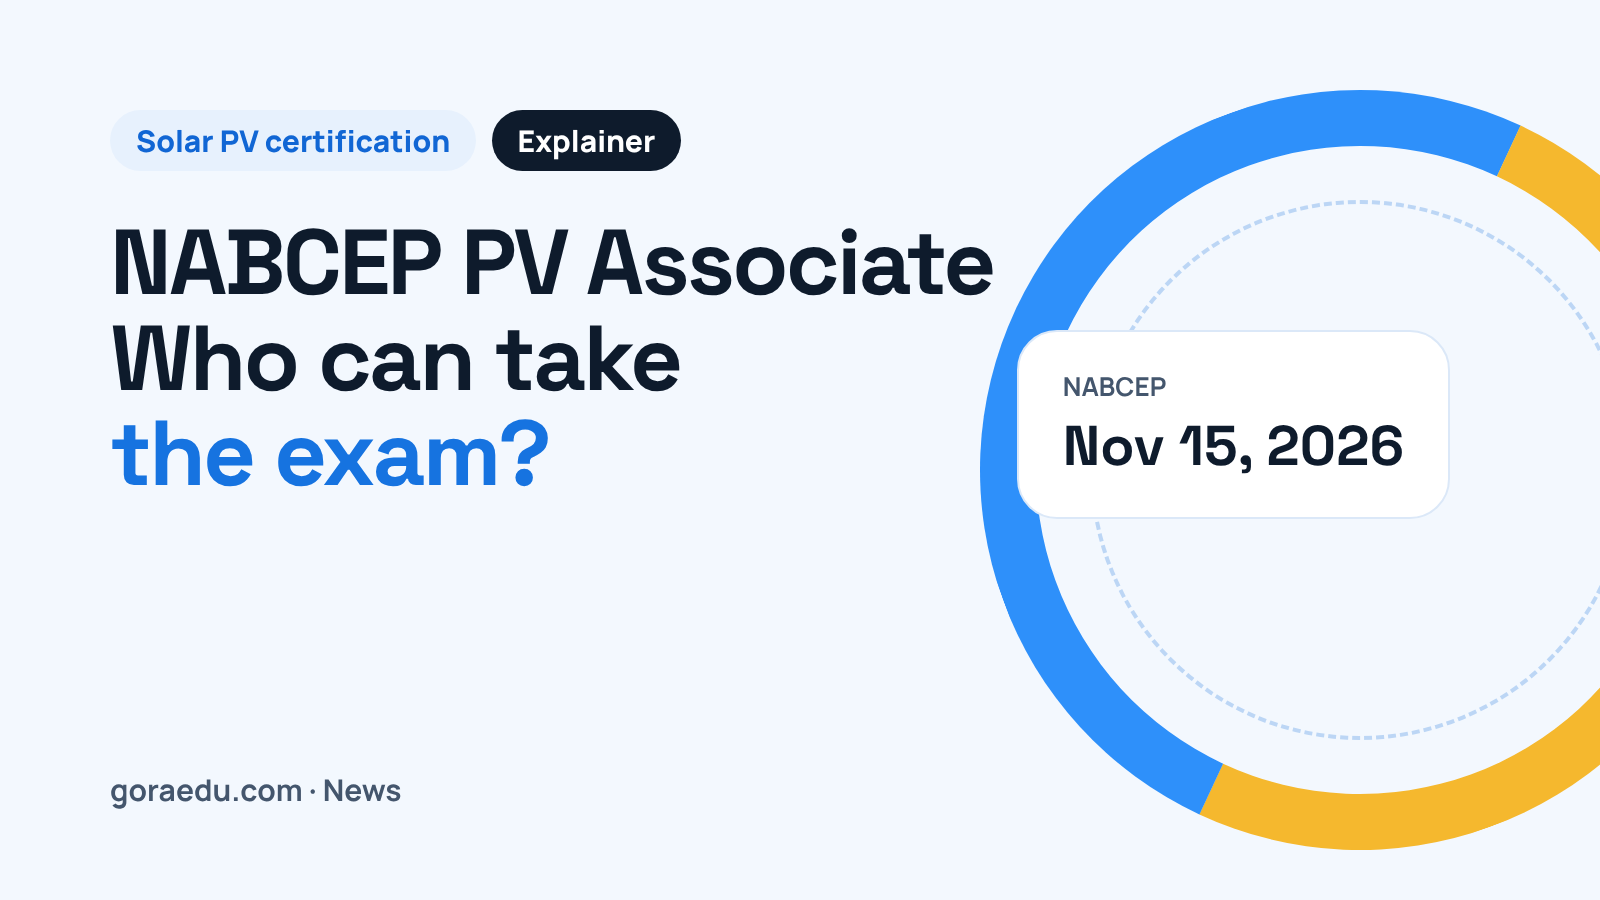 Solar PV certification
Explainer
NABCEP PV Associate
Who can take
the exam?
NABCEP
Nov 15, 2026
goraedu.com · News